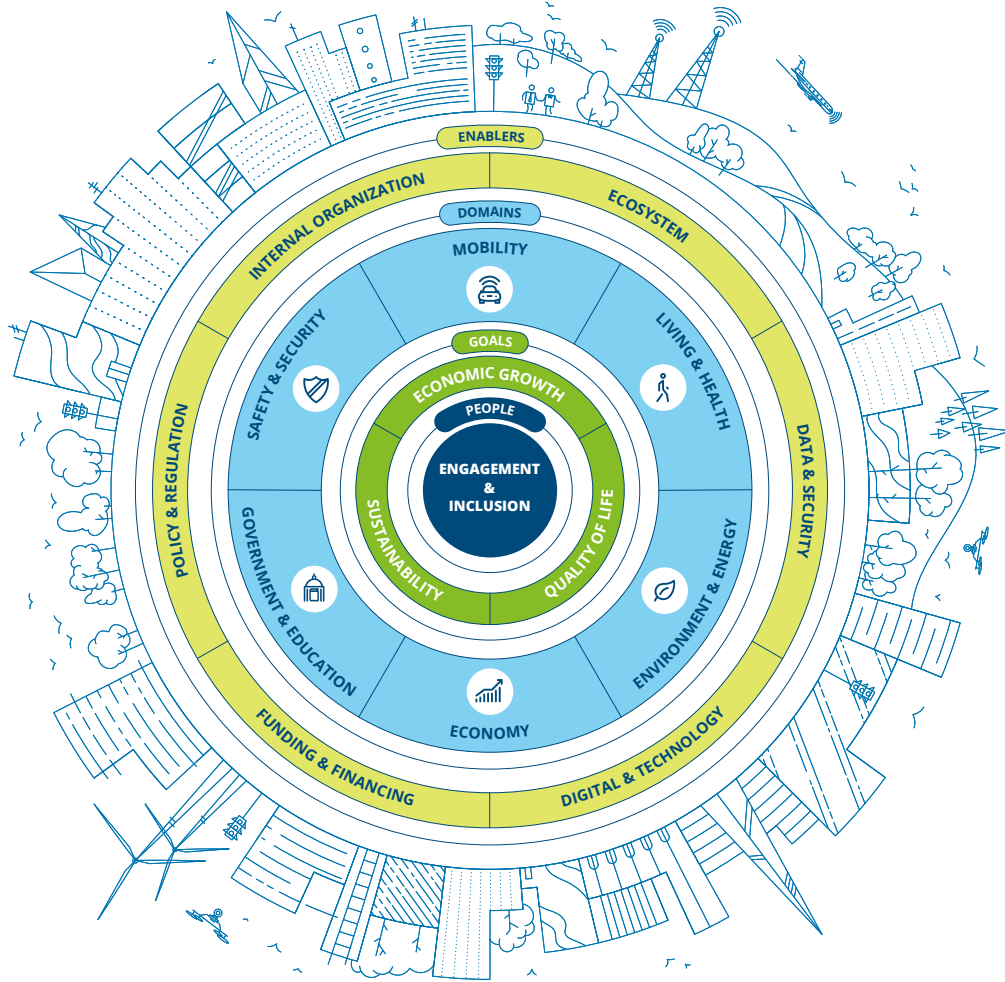 ENABLERS
INTERNAL ORGANIZATION
ECOSYSTEM
DATA & SECURITY
DIGITAL & TECHNOLOGY
FUNDING & FINANCING
POLICY & REGULATION
DOMAINS
MOBILITY
LIVING & HEALTH
ENVIRONMENT & ENERGY
ECONOMY
GOVERNMENT & EDUCATION
SAFETY & SECURITY
GOALS
ECONOMIC GROWTH
QUALITY OF LIFE
SUSTAINABILITY
PEOPLE
ENGAGEMENT
&
INCLUSION